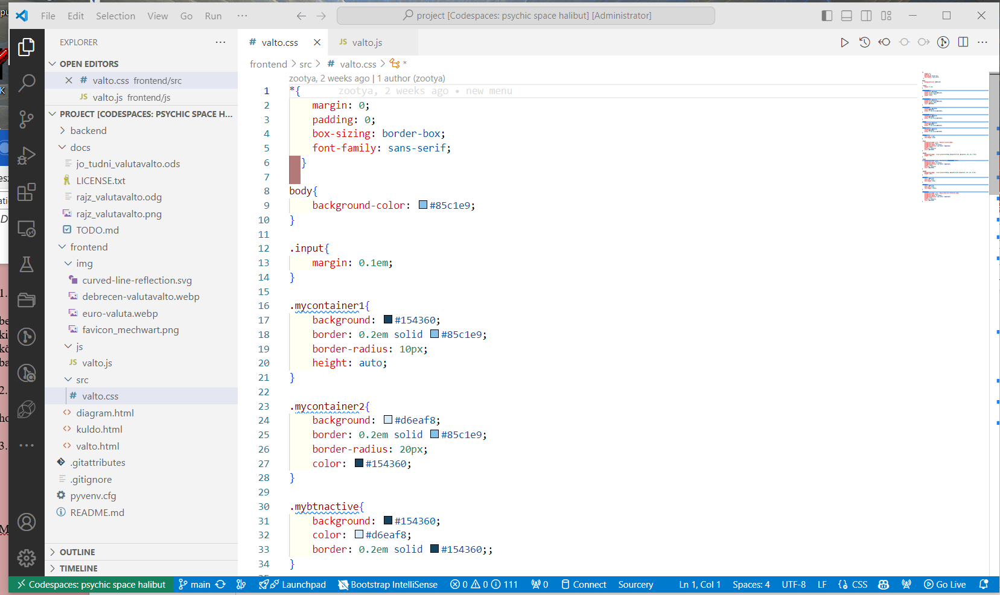 File Edit Selection View Go Run ··· project [Codespaces: psychic space halibut] [Administrator]
EXPLORER ···
OPEN EDITORS
# valto.css frontend/src
JS valto.js frontend/js
PROJECT [CODESPACES: PSYCHIC SPACE H...
backend
docs
jo_tudni_valutavalto.ods
LICENSE.txt
rajz_valutavalto.odg
rajz_valutavalto.png
TODO.md
frontend
img
curved-line-reflection.svg
debrecen-valutavalto.webp
euro-valuta.webp
favicon_mechwart.png
js
JS valto.js
src
# valto.css
<> diagram.html
<> kuldo.html
<> valto.html
.gitattributes
.gitignore
pyvenv.cfg
README.md
OUTLINE
TIMELINE
# valto.css JS valto.js
frontend > src > # valto.css > *
zootya, 2 weeks ago | 1 author (zootya)
1 *{ zootya, 2 weeks ago • new menu
2 margin: 0;
3 padding: 0;
4 box-sizing: border-box;
5 font-family: sans-serif;
6 }
7
8 body{
9 background-color: #85c1e9;
10 }
11
12 .input{
13 margin: 0.1em;
14 }
15
16 .mycontainer1{
17 background: #154360;
18 border: 0.2em solid #85c1e9;
19 border-radius: 10px;
20 height: auto;
21 }
22
23 .mycontainer2{
24 background: #d6eaf8;
25 border: 0.2em solid #85c1e9;
26 border-radius: 20px;
27 color: #154360;
28 }
29
30 .mybtnactive{
31 background: #154360;
32 color: #d6eaf8;
33 border: 0.2em solid #154360;;
34 }
Codespaces: psychic space halibut main Launchpad Bootstrap IntelliSense 0 0 111 0 Connect Sourcery Ln 1, Col 1 Spaces: 4 UTF-8 LF CSS Go Live